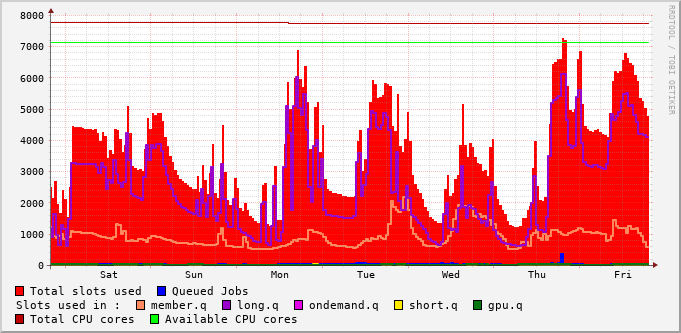 8000
7000
6000
5000
4000
3000
2000
1000
0
Sat Sun Mon Tue Wed Thu Fri
RRDTOOL / TOBI OETIKER
Total slots used Queued Jobs
Slots used in : member.q long.q ondemand.q short.q gpu.q
Total CPU cores Available CPU cores